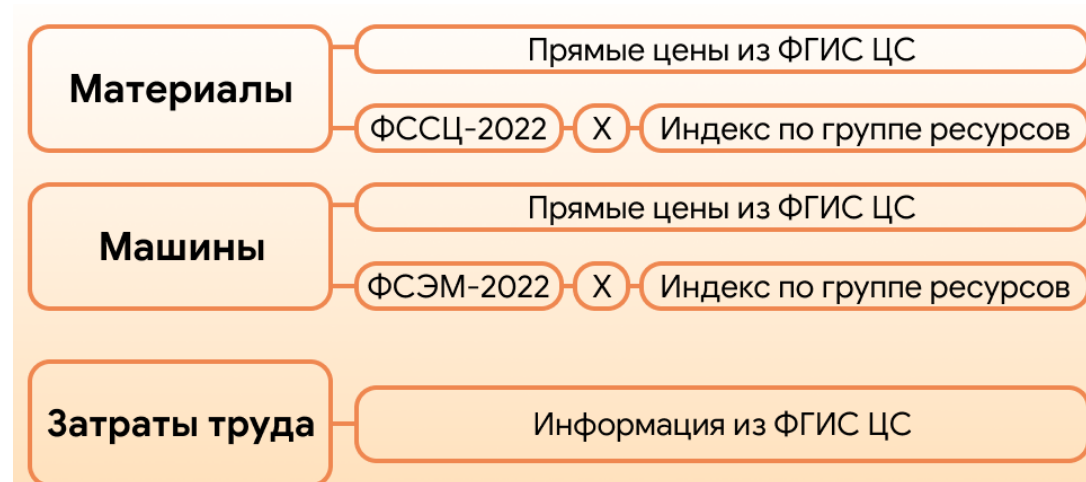 Материалы
Прямые цены из ФГИС ЦС
ФССЦ-2022 X Индекс по группе ресурсов
Машины
Прямые цены из ФГИС ЦС
ФСЭМ-2022 X Индекс по группе ресурсов
Затраты труда
Информация из ФГИС ЦС